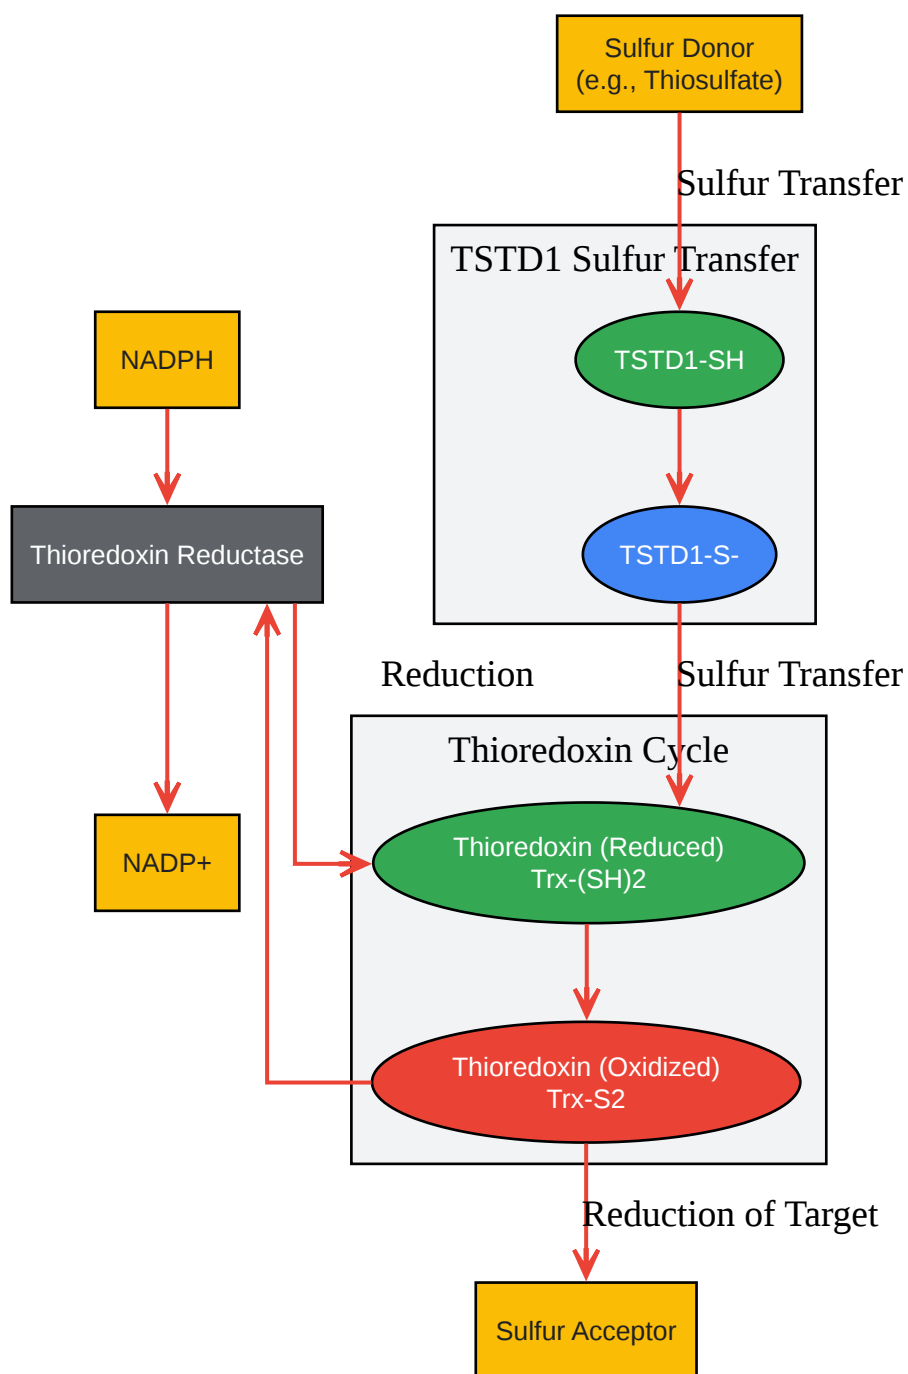 Sulfur Donor
(e.g., Thiosulfate)
Sulfur Transfer
TSTD1 Sulfur Transfer
TSTD1-SH
NADPH
Thioredoxin Reductase
TSTD1-S-
Reduction
Sulfur Transfer
Thioredoxin Cycle
Thioredoxin (Reduced)
Trx-(SH)2
NADP+
Thioredoxin (Oxidized)
Trx-S2
Reduction of Target
Sulfur Acceptor